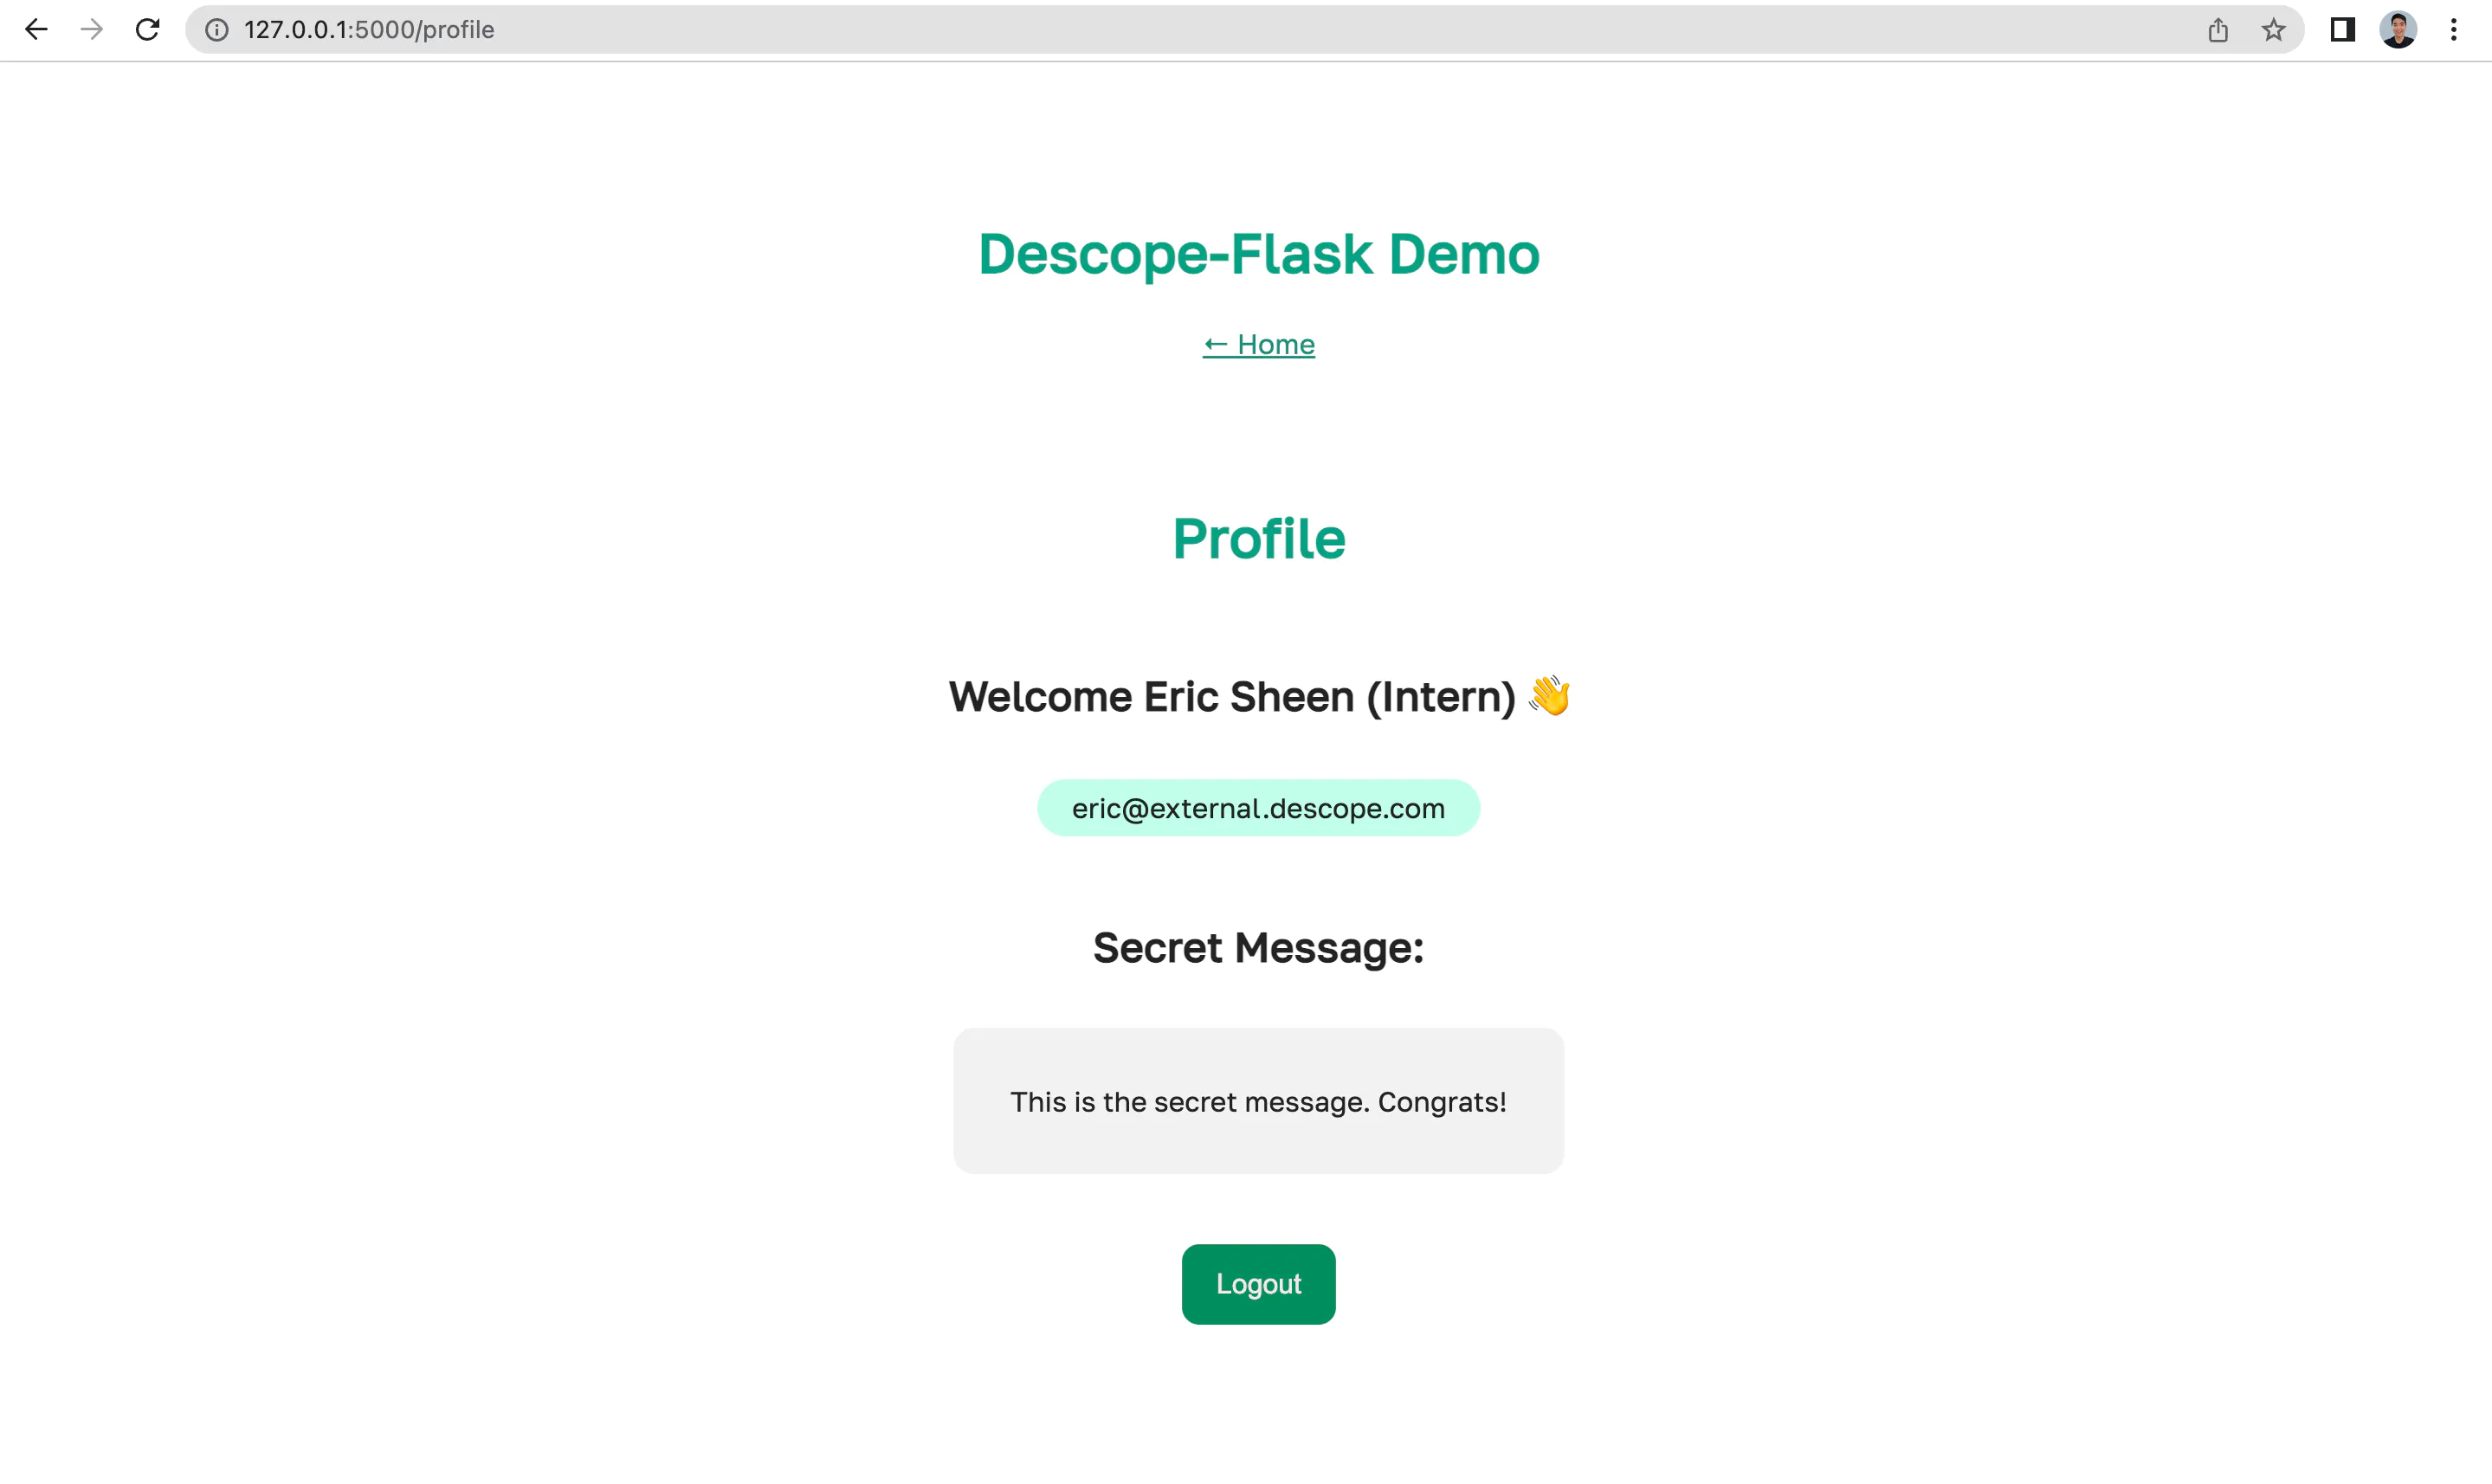 127.0.0.1:5000/profile
Descope-Flask Demo
← Home
Profile
Welcome Eric Sheen (Intern) 👋
eric@external.descope.com
Secret Message:
This is the secret message. Congrats!
Logout